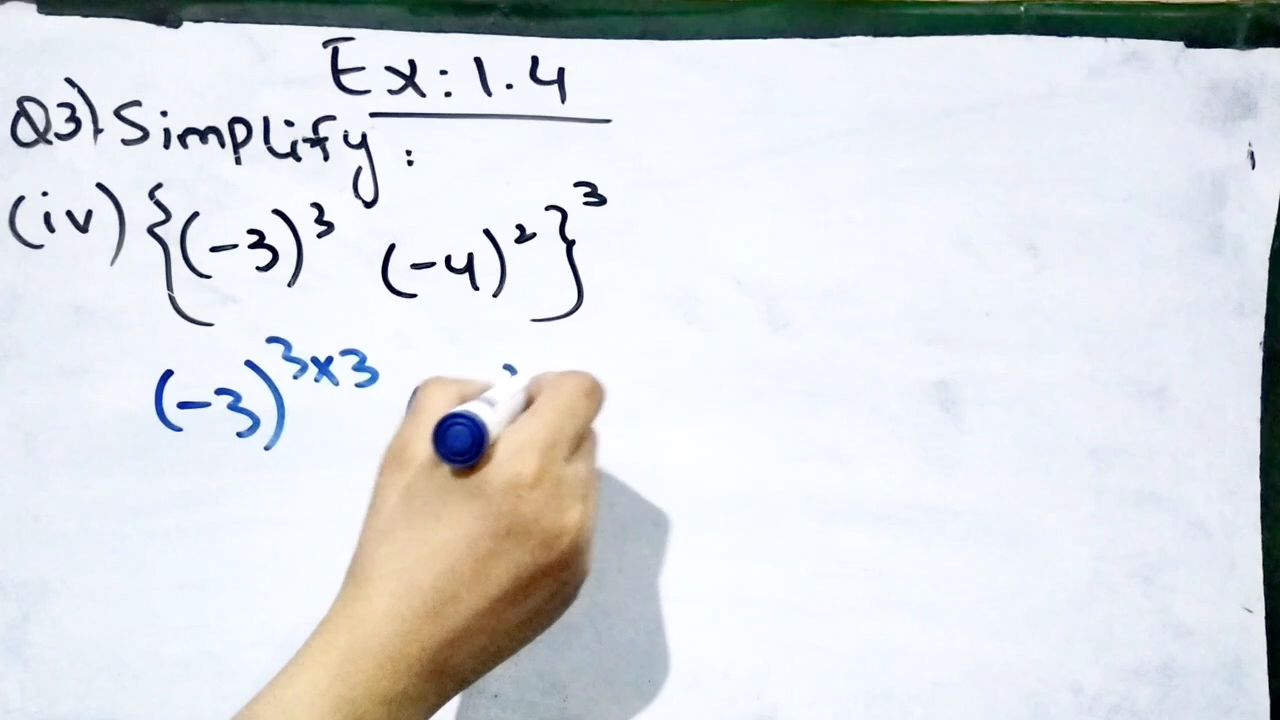 Ex: 1.4
Q3) Simplify:
(iv) {(-3)³ (-4)²}³
(-3)³ˣ³